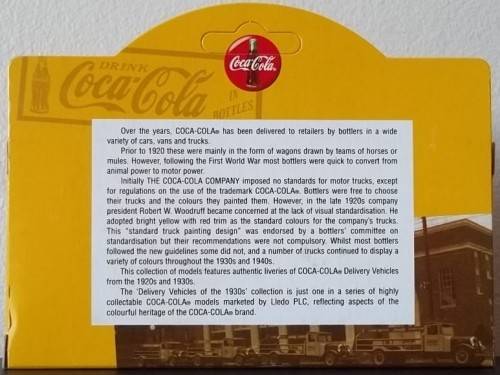 Coca-Cola
DRINK
Coca-Cola
IN
BOTTLES
Over the years, COCA-COLA® has been delivered to retailers by bottlers in a wide
variety of cars, vans and trucks.
Prior to 1920 these were mainly in the form of wagons drawn by teams of horses or
mules. However, following the First World War most bottlers were quick to convert from
animal power to motor power.
Initially THE COCA-COLA COMPANY imposed no standards for motor trucks, except
for regulations on the use of the trademark COCA-COLA®. Bottlers were free to choose
their trucks and the colours they painted them. However, in the late 1920s company
president Robert W. Woodruff became concerned at the lack of visual standardisation. He
adopted bright yellow with red trim as the standard colours for the company's trucks.
This "standard truck painting design" was endorsed by a bottlers' committee on
standardisation but their recommendations were not compulsory. Whilst most bottlers
followed the new guidelines some did not, and a number of trucks continued to display a
variety of colours throughout the 1930s and 1940s.
This collection of models features authentic liveries of COCA-COLA® Delivery Vehicles
from the 1920s and 1930s.
The 'Delivery Vehicles of the 1930s' collection is just one in a series of highly
collectable COCA-COLA® models marketed by Lledo PLC, reflecting aspects of the
colourful heritage of the COCA-COLA® brand.